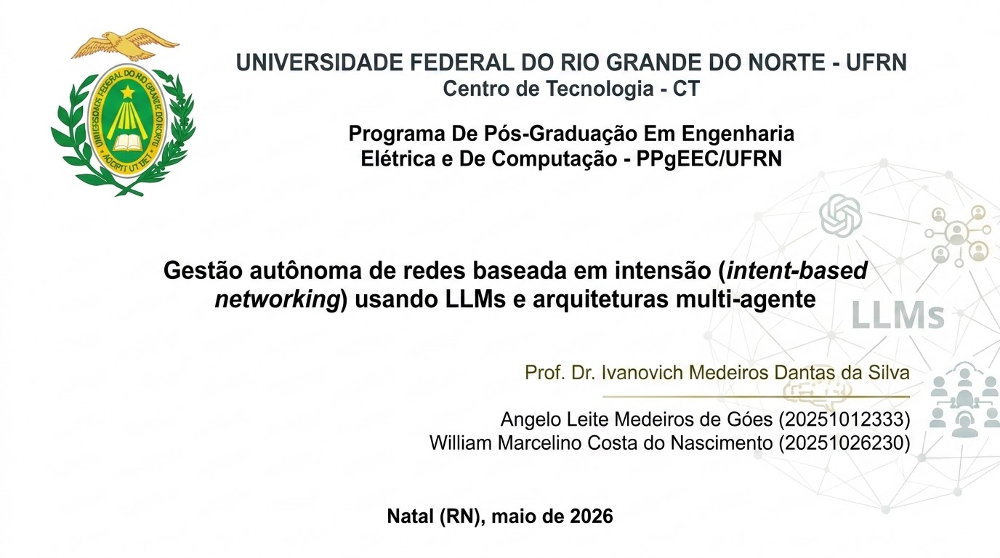 UNIVERSIDADE FEDERAL DO RIO GRANDE DO NORTE - UFRN
Centro de Tecnologia - CT
Programa De Pós-Graduação Em Engenharia
Elétrica e De Computação - PPgEEC/UFRN
UNIVERSIDADE FEDERAL DO RIO GRANDE DO NORTE
Gestão autônoma de redes baseada em intensão (intent-based
networking) usando LLMs e arquiteturas multi-agente
LLMs
Prof. Dr. Ivanovich Medeiros Dantas da Silva
Angelo Leite Medeiros de Góes (20251012333)
William Marcelino Costa do Nascimento (20251026230)
Natal (RN), maio de 2026